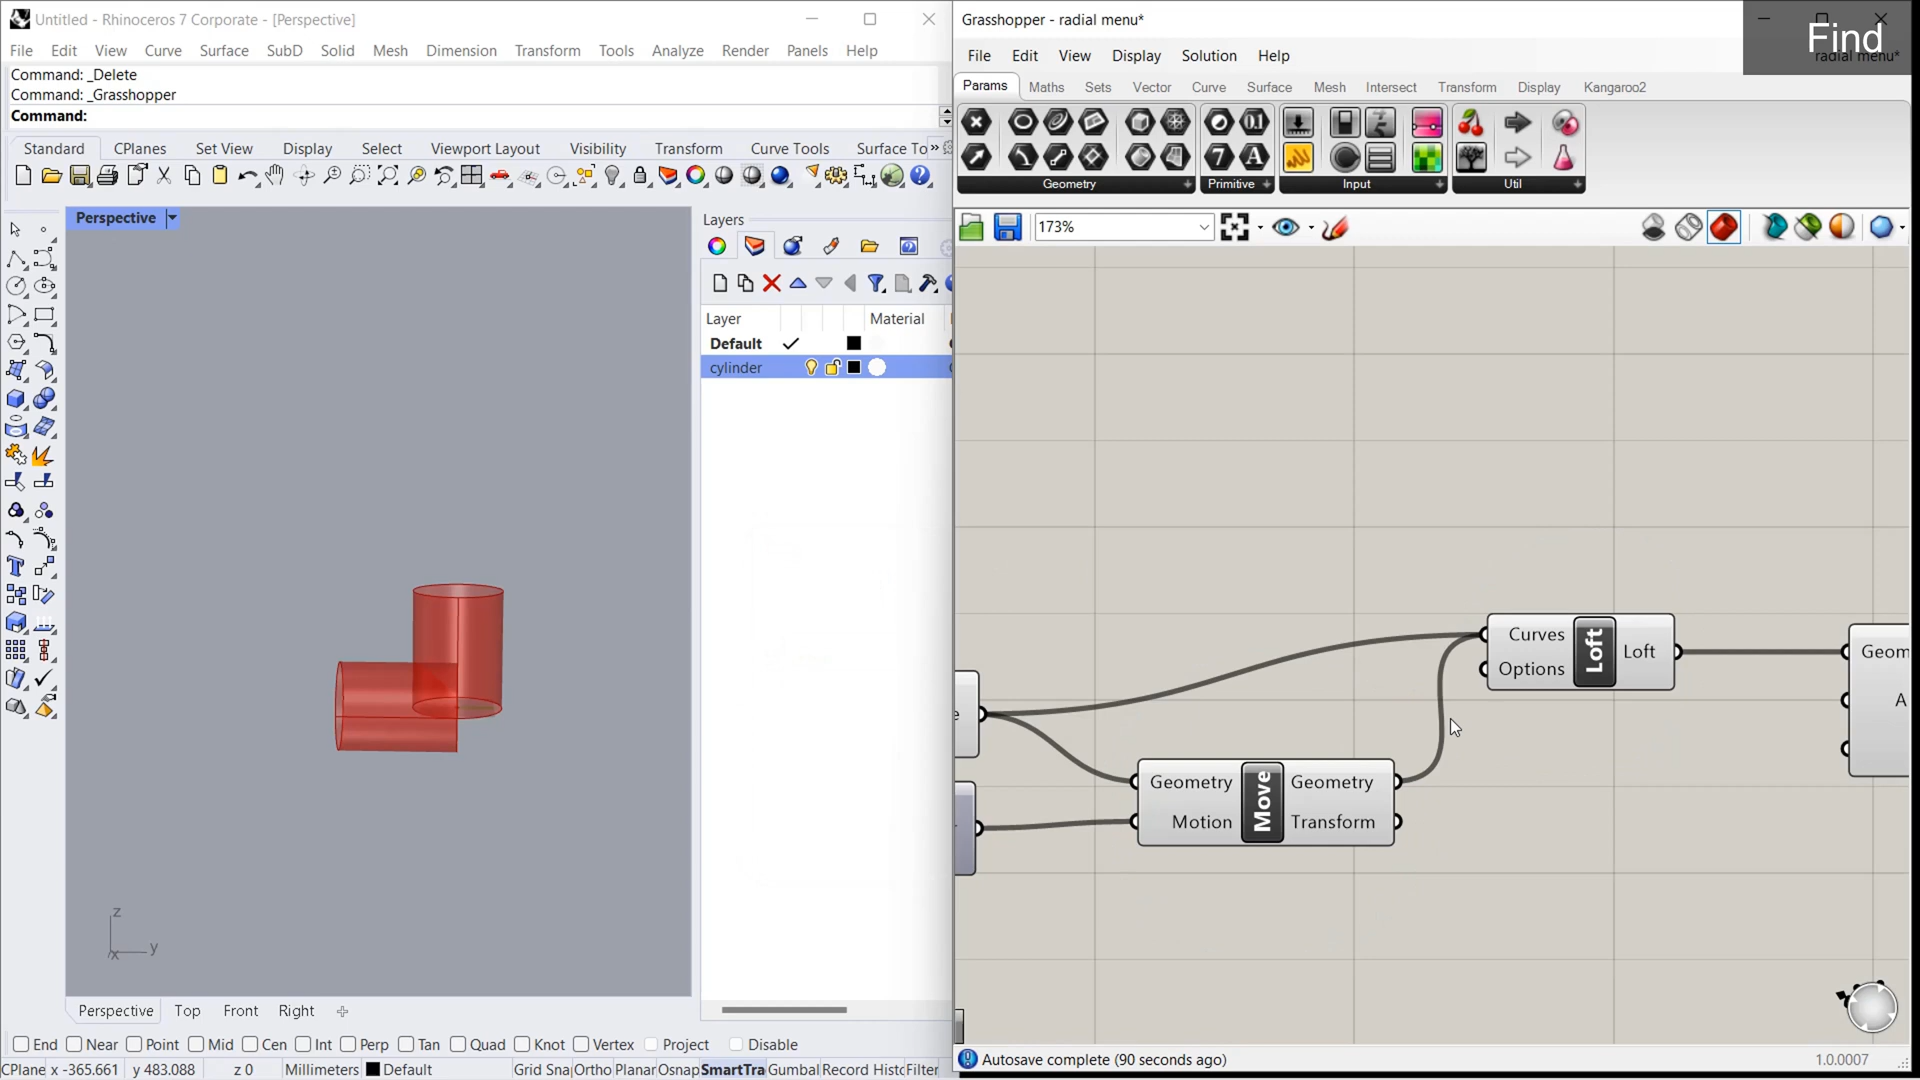 Untitled - Rhinoceros 7 Corporate - [Perspective]
File Edit View Curve Surface SubD Solid Mesh Dimension Transform Tools Analyze Render Panels Help
Command: _Delete
Command: _Grasshopper
Command:
Standard CPlanes Set View Display Select Viewport Layout Visibility Transform Curve Tools Surface To »
Perspective
Layers
Layer Material
Default
cylinder
z
y
x
Perspective Top Front Right
End Near Point Mid Cen Int Perp Tan Quad Knot Vertex Project Disable
CPlane x -365.661 y 483.088 z 0 Millimeters Default Grid Sna Ortho Planar Osnap SmartTra Gumbal Record Histo Filter
Grasshopper - radial menu*
Find
radial menu*
File Edit View Display Solution Help
Params Maths Sets Vector Curve Surface Mesh Intersect Transform Display Kangaroo2
Geometry Primitive Input Util
173%
Curves Loft Loft
Options
Geom
A
e
Geometry Move Geometry
Motion Transform
Autosave complete (90 seconds ago)
1.0.0007